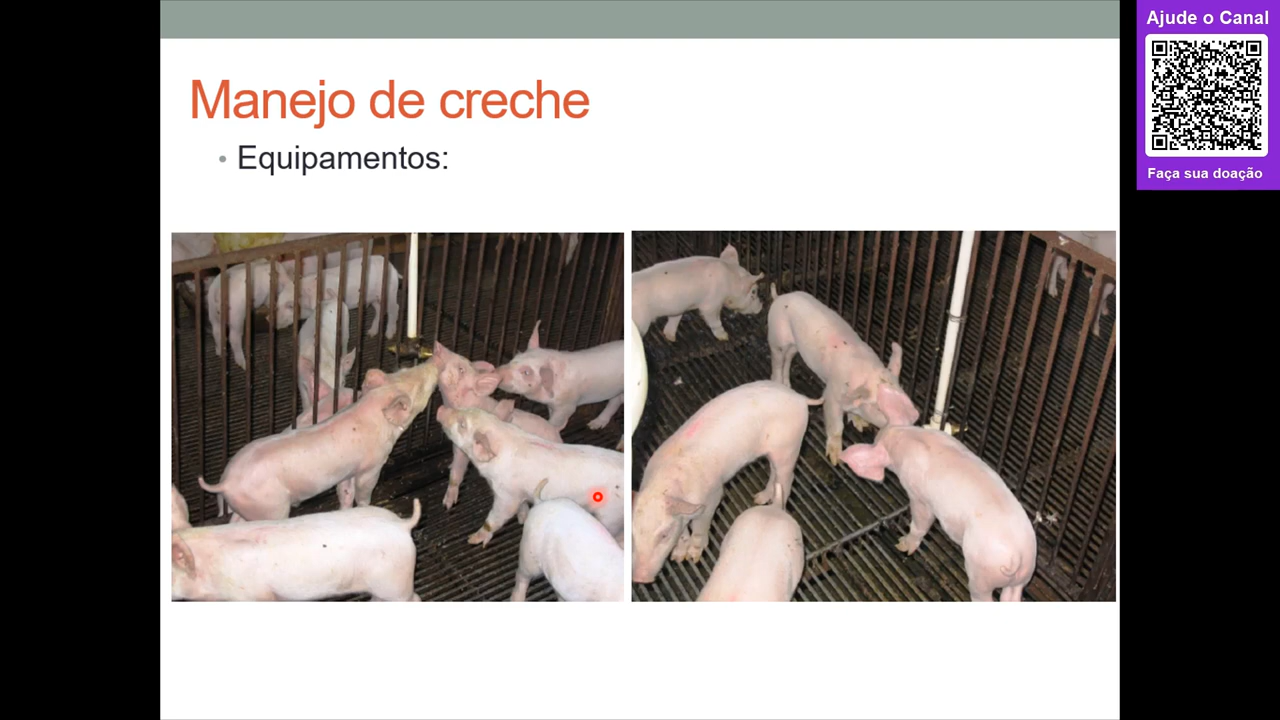 Manejo de creche
• Equipamentos:
Ajude o Canal
Faça sua doação